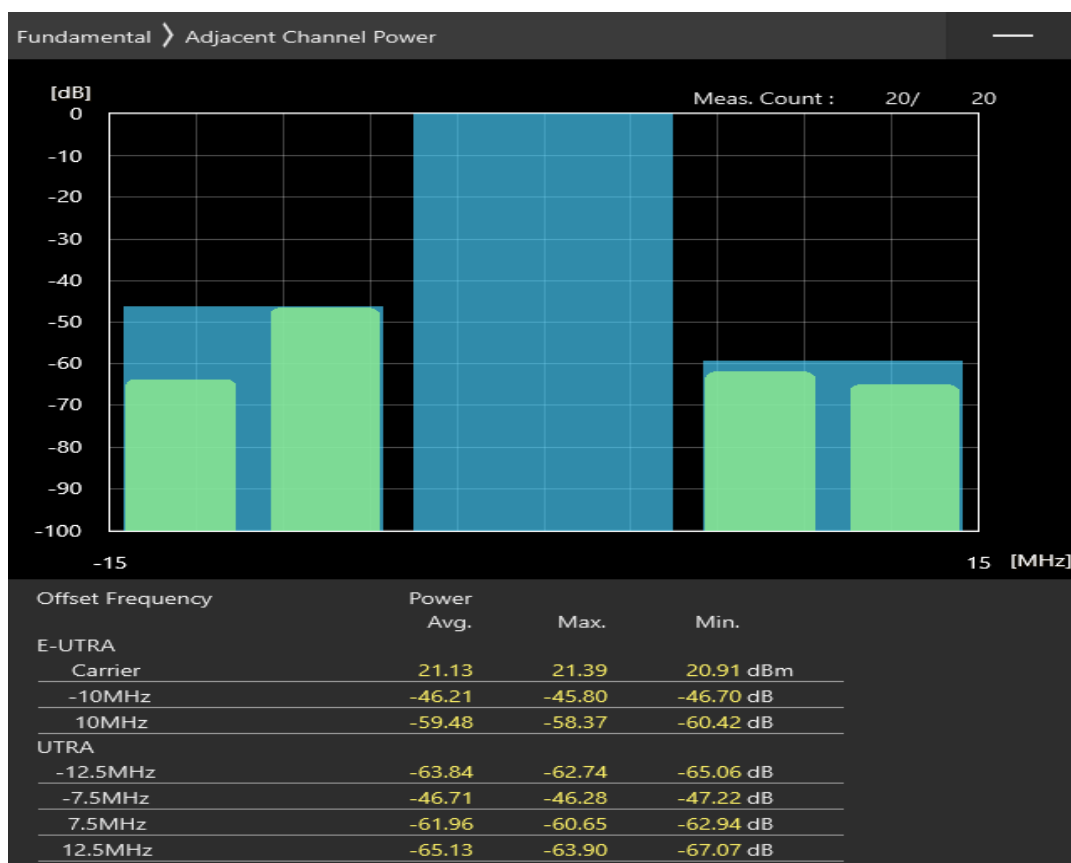 Fundamental 》 Adjacent Channel Power
[dB]
Meas. Count : 20/ 20
0
-10
-20
-30
-40
-50
-60
-70
-80
-90
-100
-15 15 [MHz]
Offset Frequency Power
Avg. Max. Min.
E-UTRA
Carrier 21.13 21.39 20.91 dBm
-10MHz -46.21 -45.80 -46.70 dB
10MHz -59.48 -58.37 -60.42 dB
UTRA
-12.5MHz -63.84 -62.74 -65.06 dB
-7.5MHz -46.71 -46.28 -47.22 dB
7.5MHz -61.96 -60.65 -62.94 dB
12.5MHz -65.13 -63.90 -67.07 dB